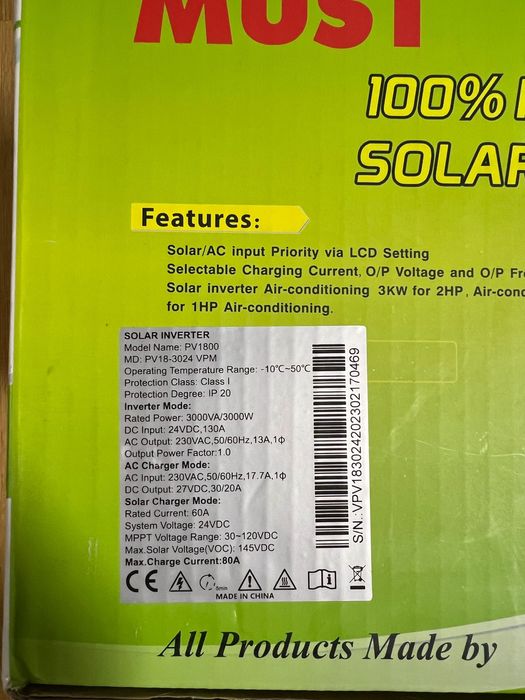 MUST
100%
SOLAR
Features:
Solar/AC input Priority via LCD Setting
Selectable Charging Current, O/P Voltage and O/P
Solar inverter Air-conditioning 3KW for 2HP,
for 1HP Air-conditioning.
SOLAR INVERTER
Model Name: PV1800
MD: PV18-3024 VPM
Operating Temperature Range: -10℃~50℃
Protection Class: Class I
Protection Degree: IP 20
Inverter Mode:
Rated Power: 3000VA/3000W
DC Input: 24VDC,130A
AC Output: 230VAC,50/60Hz,13A,1ф
Output Power Factor:1.0
AC Charger Mode:
AC Input: 230VAC,50/60Hz,17.7A,1ф
DC Output: 27VDC,30/20A
Solar Charger Mode:
Rated Current: 60A
System Voltage: 24VDC
MPPT Voltage Range: 30~120VDC
Max.Solar Voltage(VOC): 145VDC
Max.Charge Current:80A
S/N:VPV183024202302170469
CE
5min
MADE IN CHINA
All Products Made by